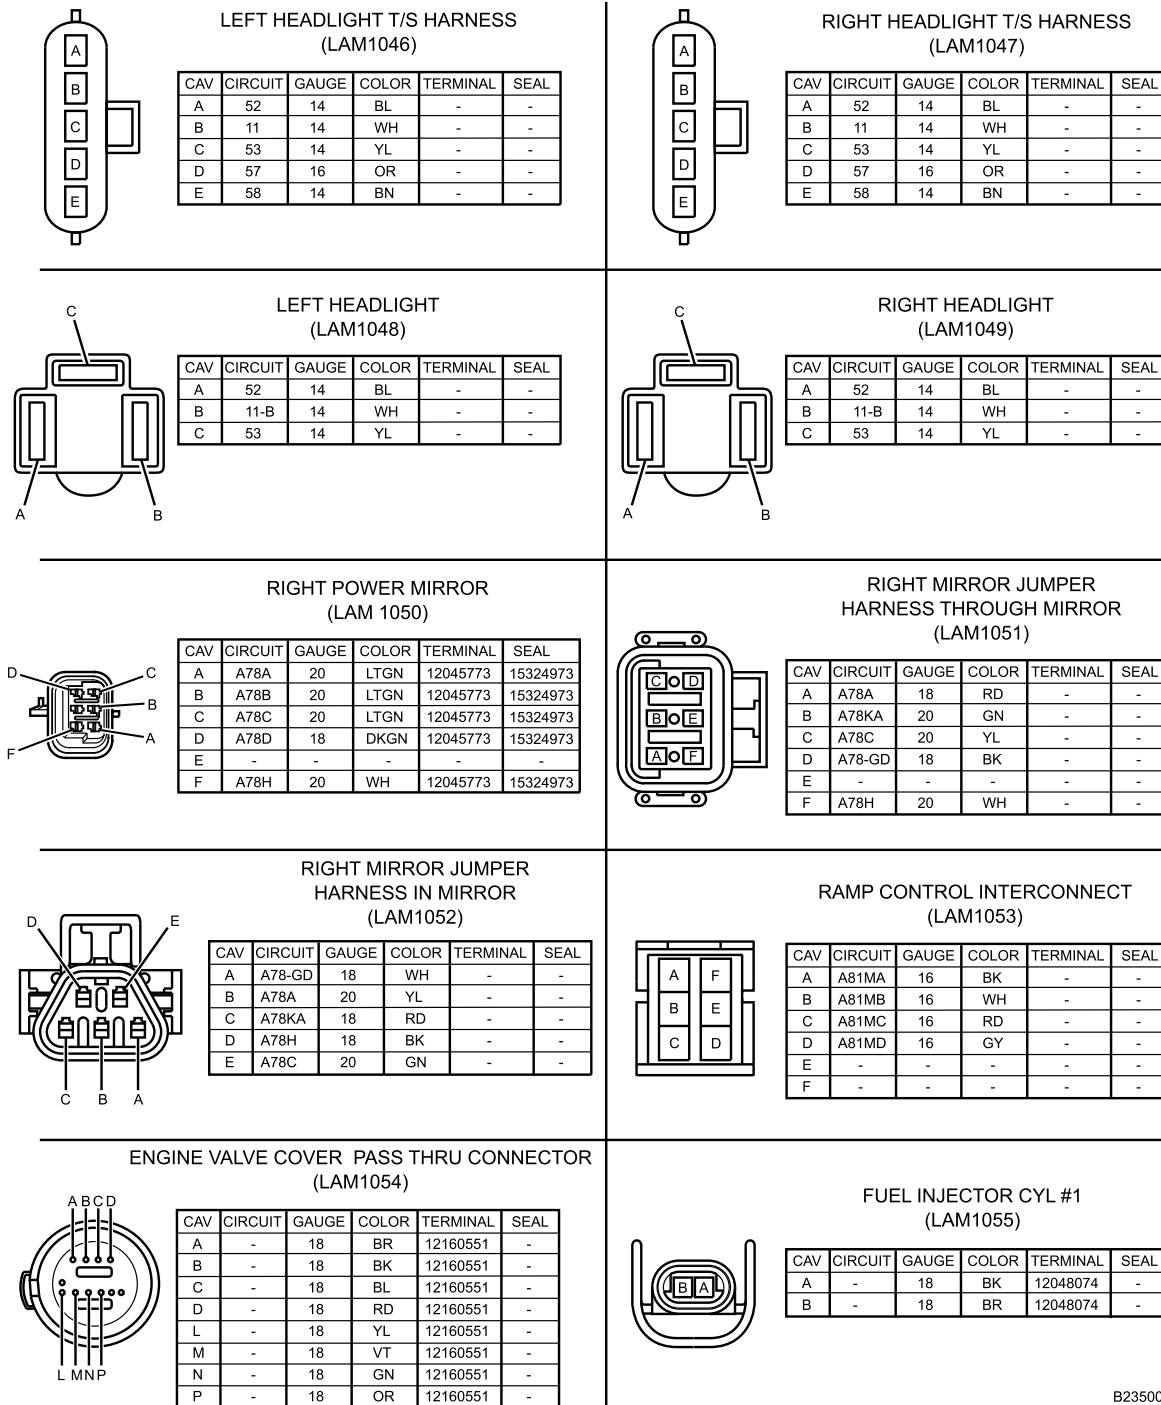 LEFT HEADLIGHT T/S HARNESS
(LAM1046)
A
B
C
D
E
CAV CIRCUIT GAUGE COLOR TERMINAL SEAL
A 52 14 BL - -
B 11 14 WH - -
C 53 14 YL - -
D 57 16 OR - -
E 58 14 BN - -
RIGHT HEADLIGHT T/S HARNESS
(LAM1047)
A
B
C
D
E
CAV CIRCUIT GAUGE COLOR TERMINAL SEAL
A 52 14 BL - -
B 11 14 WH - -
C 53 14 YL - -
D 57 16 OR - -
E 58 14 BN - -
LEFT HEADLIGHT
(LAM1048)
C
A B
CAV CIRCUIT GAUGE COLOR TERMINAL SEAL
A 52 14 BL - -
B 11-B 14 WH - -
C 53 14 YL - -
RIGHT HEADLIGHT
(LAM1049)
C
A B
CAV CIRCUIT GAUGE COLOR TERMINAL SEAL
A 52 14 BL - -
B 11-B 14 WH - -
C 53 14 YL - -
RIGHT POWER MIRROR
(LAM 1050)
D C
B
F A
CAV CIRCUIT GAUGE COLOR TERMINAL SEAL
A A78A 20 LTGN 12045773 15324973
B A78B 20 LTGN 12045773 15324973
C A78C 20 LTGN 12045773 15324973
D A78D 18 DKGN 12045773 15324973
E - - - - -
F A78H 20 WH 12045773 15324973
RIGHT MIRROR JUMPER
HARNESS THROUGH MIRROR
(LAM1051)
C D
B E
A F
CAV CIRCUIT GAUGE COLOR TERMINAL SEAL
A A78A 18 RD - -
B A78KA 20 GN - -
C A78C 20 YL - -
D A78-GD 18 BK - -
E - - - - -
F A78H 20 WH - -
RIGHT MIRROR JUMPER
HARNESS IN MIRROR
(LAM1052)
D E
C B A
CAV CIRCUIT GAUGE COLOR TERMINAL SEAL
A A78-GD 18 WH - -
B A78A 20 YL - -
C A78KA 18 RD - -
D A78H 18 BK - -
E A78C 20 GN - -
RAMP CONTROL INTERCONNECT
(LAM1053)
A F
B E
C D
CAV CIRCUIT GAUGE COLOR TERMINAL SEAL
A A81MA 16 BK - -
B A81MB 16 WH - -
C A81MC 16 RD - -
D A81MD 16 GY - -
E - - - - -
F - - - - -
ENGINE VALVE COVER PASS THRU CONNECTOR
(LAM1054)
A B C D
L M N P
CAV CIRCUIT GAUGE COLOR TERMINAL SEAL
A - 18 BR 12160551 -
B - 18 BK 12160551 -
C - 18 BL 12160551 -
D - 18 RD 12160551 -
L - 18 YL 12160551 -
M - 18 VT 12160551 -
N - 18 GN 12160551 -
P - 18 OR 12160551 -
FUEL INJECTOR CYL #1
(LAM1055)
B A
CAV CIRCUIT GAUGE COLOR TERMINAL SEAL
A - 18 BK 12048074 -
B - 18 BR 12048074 -
B23500